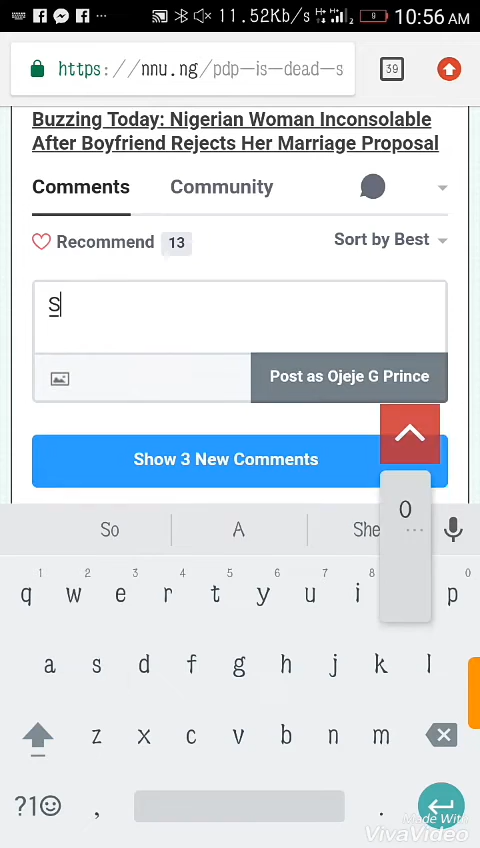 11.52Kb/s 9 10:56 AM
https://nnu.ng/pdp-is-dead-s 39
Buzzing Today: Nigerian Woman Inconsolable
After Boyfriend Rejects Her Marriage Proposal
Comments Community
Recommend 13 Sort by Best
S
Post as Ojeje G Prince
Show 3 New Comments
O
So A She
1 2 3 4 5 6 7 8 0
q w e r t y u i p
a s d f g h j k l
z x c v b n m
?1 , .
Made With
VivaVideo